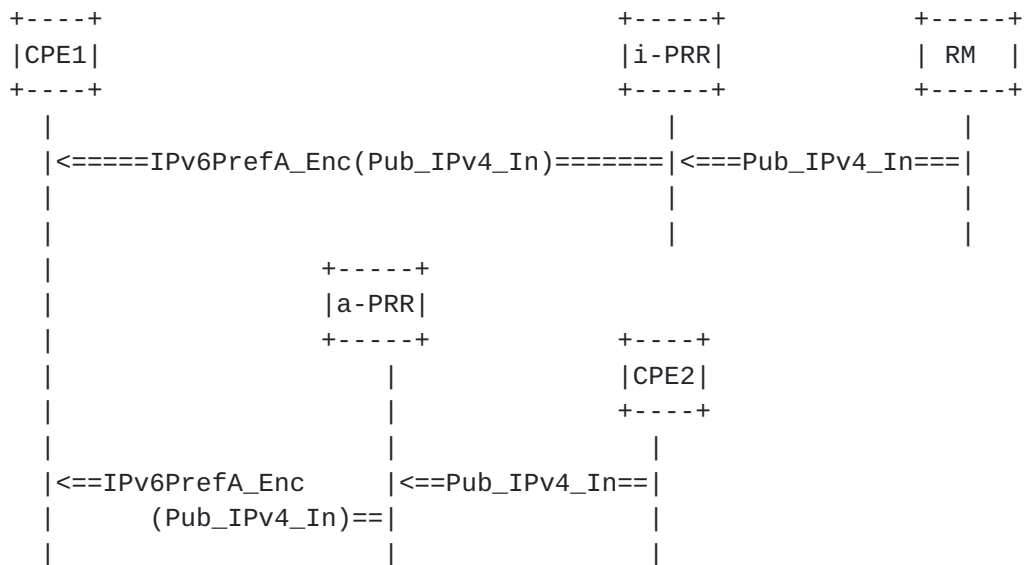 +----+                            +-----+          +-----+
|CPE1|                            |i-PRR|          | RM  |
+----+                            +-----+          +-----+
  |                                  |                |
  |<=====IPv6PrefA_Enc(Pub_IPv4_In)=======|<===Pub_IPv4_In===|
  |                                  |                |
  |                                  |                |
  |              +-----+
  |              |a-PRR|
  |              +-----+          +----+
  |                 |             |CPE2|
  |                 |             +----+
  |                 |               |
  |<==IPv6PrefA_Enc    |<==Pub_IPv4_In==|
  |     (Pub_IPv4_In)==|               |
  |                 |               |